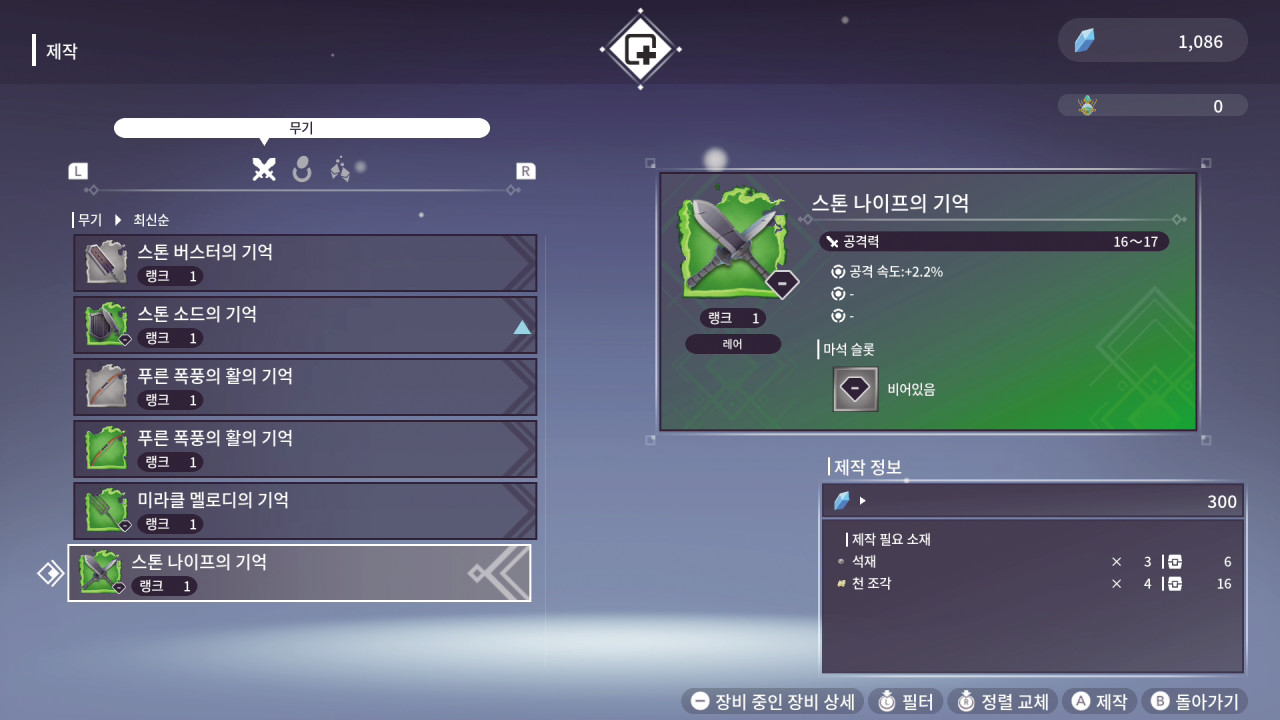 제작
1,086
0
무기
L
R
무기 ▶ 최신순
스톤 버스터의 기억
랭크 1
스톤 소드의 기억
랭크 1
푸른 폭풍의 활의 기억
랭크 1
푸른 폭풍의 활의 기억
랭크 1
미라클 멜로디의 기억
랭크 1
스톤 나이프의 기억
랭크 1
스톤 나이프의 기억
공격력 16~17
공격 속도:+2.2%
-
-
랭크 1
레어
마석 슬롯
비어있음
제작 정보
300
제작 필요 소재
석재 × 3 6
천 조각 × 4 16
장비 중인 장비 상세 L 필터 R 정렬 교체 A 제작 B 돌아가기